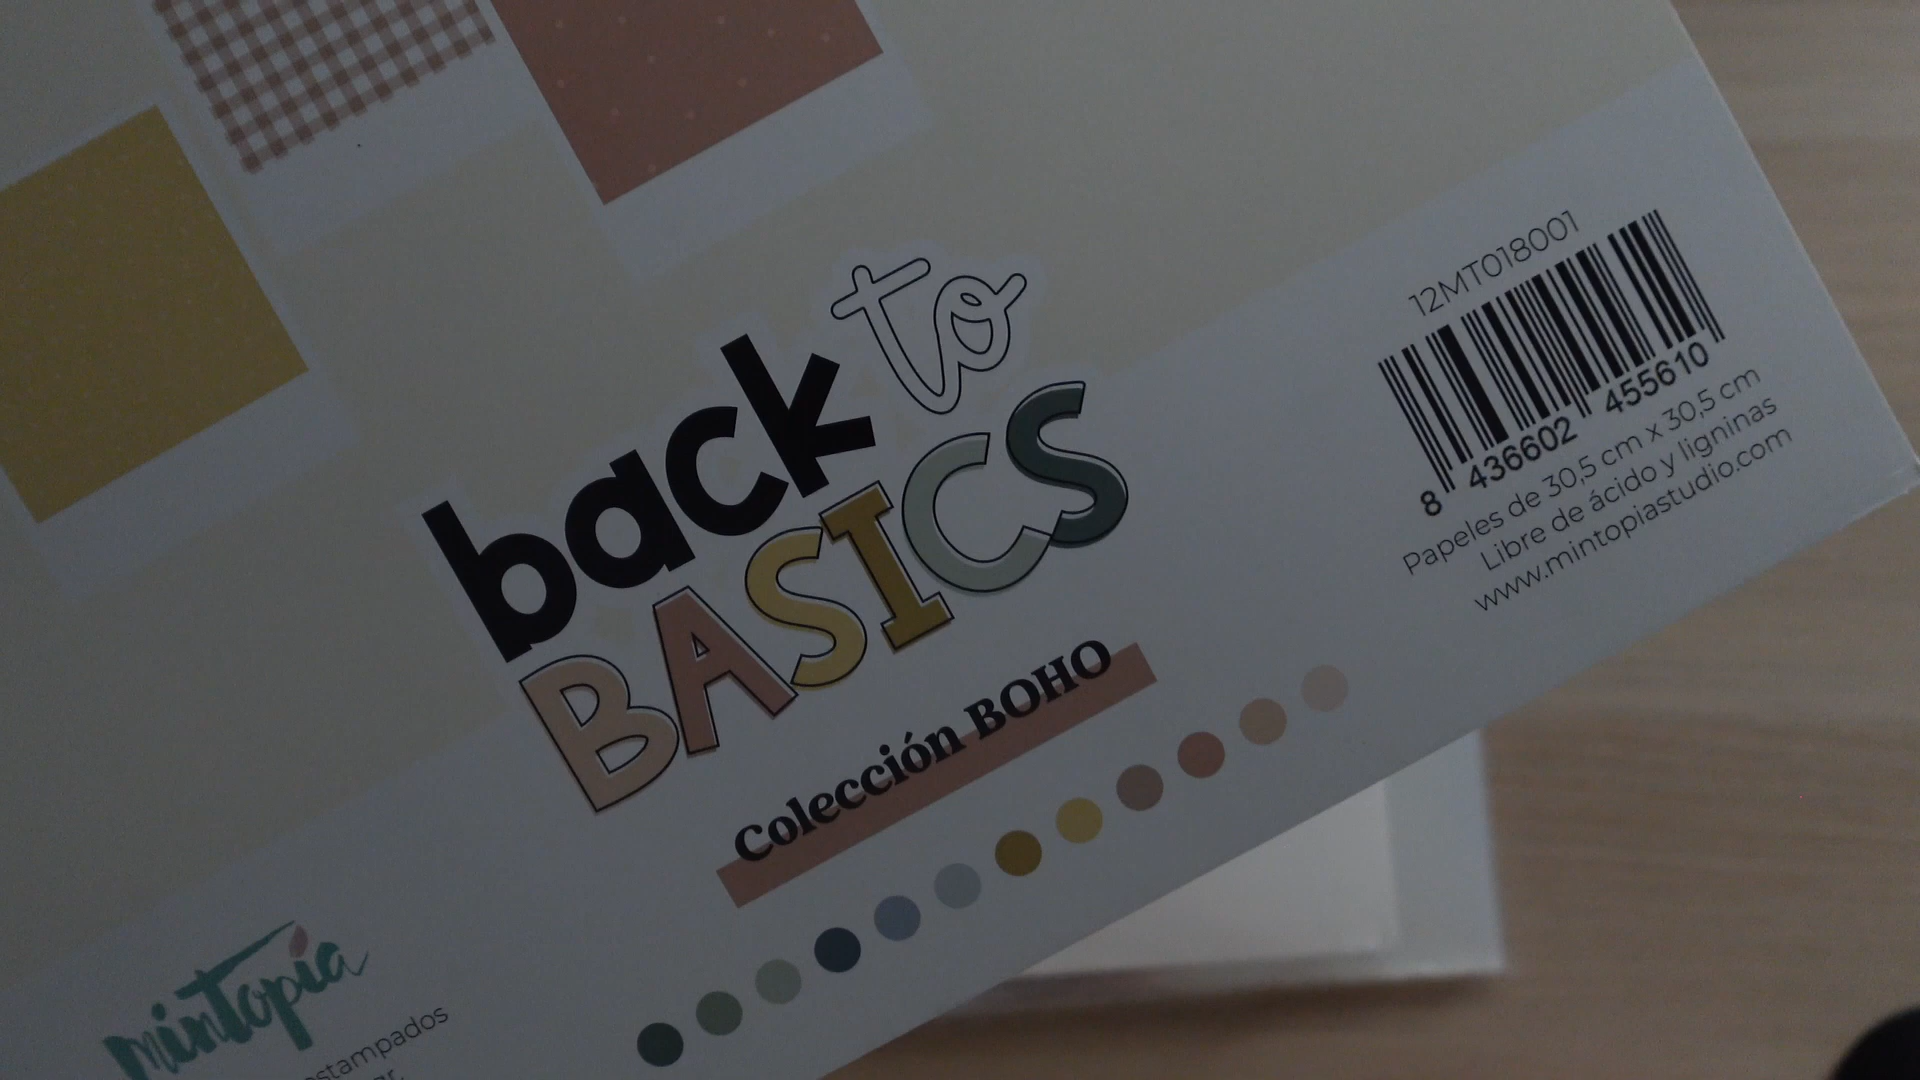 back to
BASICS
Colección BOHO
12MT018001
8 436602 455610
Papeles de 30,5 cm x 30,5 cm
Libre de ácido y ligninas
www.mintopiastudio.com
mintopía
estampados